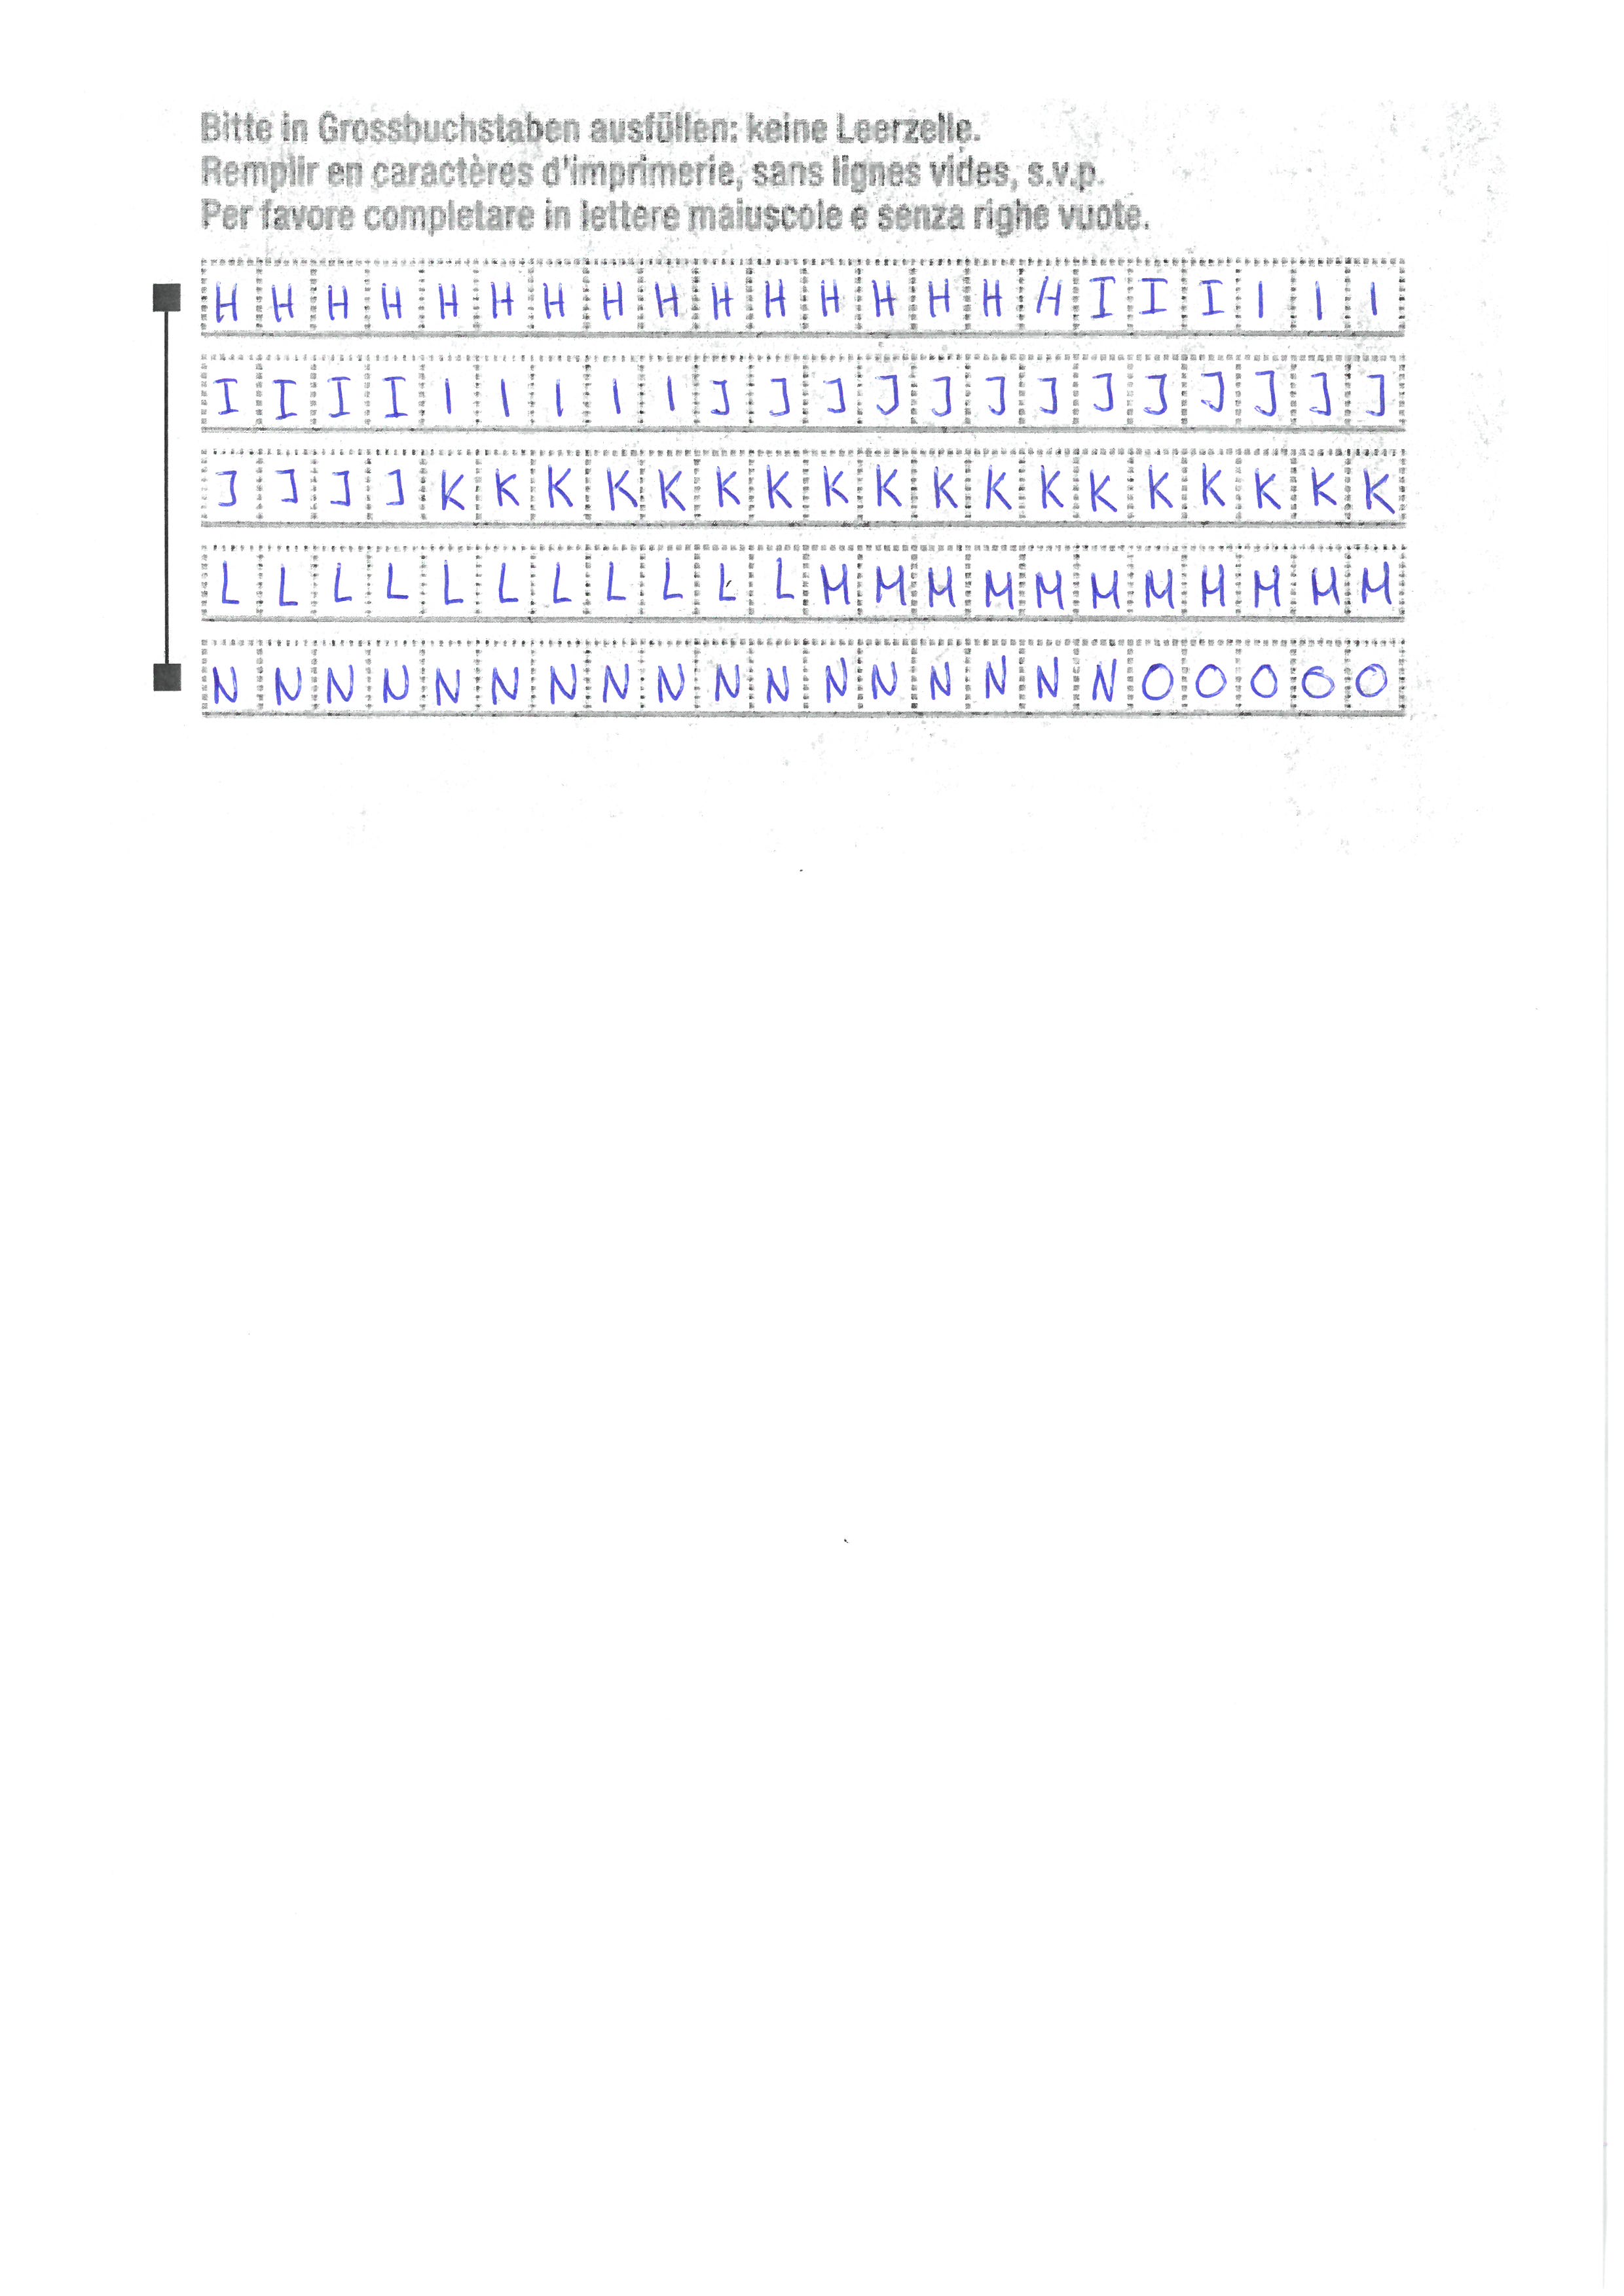 Bitte in Grossbuchstaben ausfüllen: keine Leerzelle.
Remplir en caractères d'imprimerie, sans lignes vides, s.v.p.
Per favore completare in lettere maiuscole e senza righe vuote.
H H H H H H H H H H H H H H H H I I I I I I
I I I I I I I I I J J J J J J J J J J J J J
J J J J K K K K K K K K K K K K K K K K K K
L L L L L L L L L L L M M M M M M M M M M M
N N N N N N N N N N N N N N N N N O O O O O